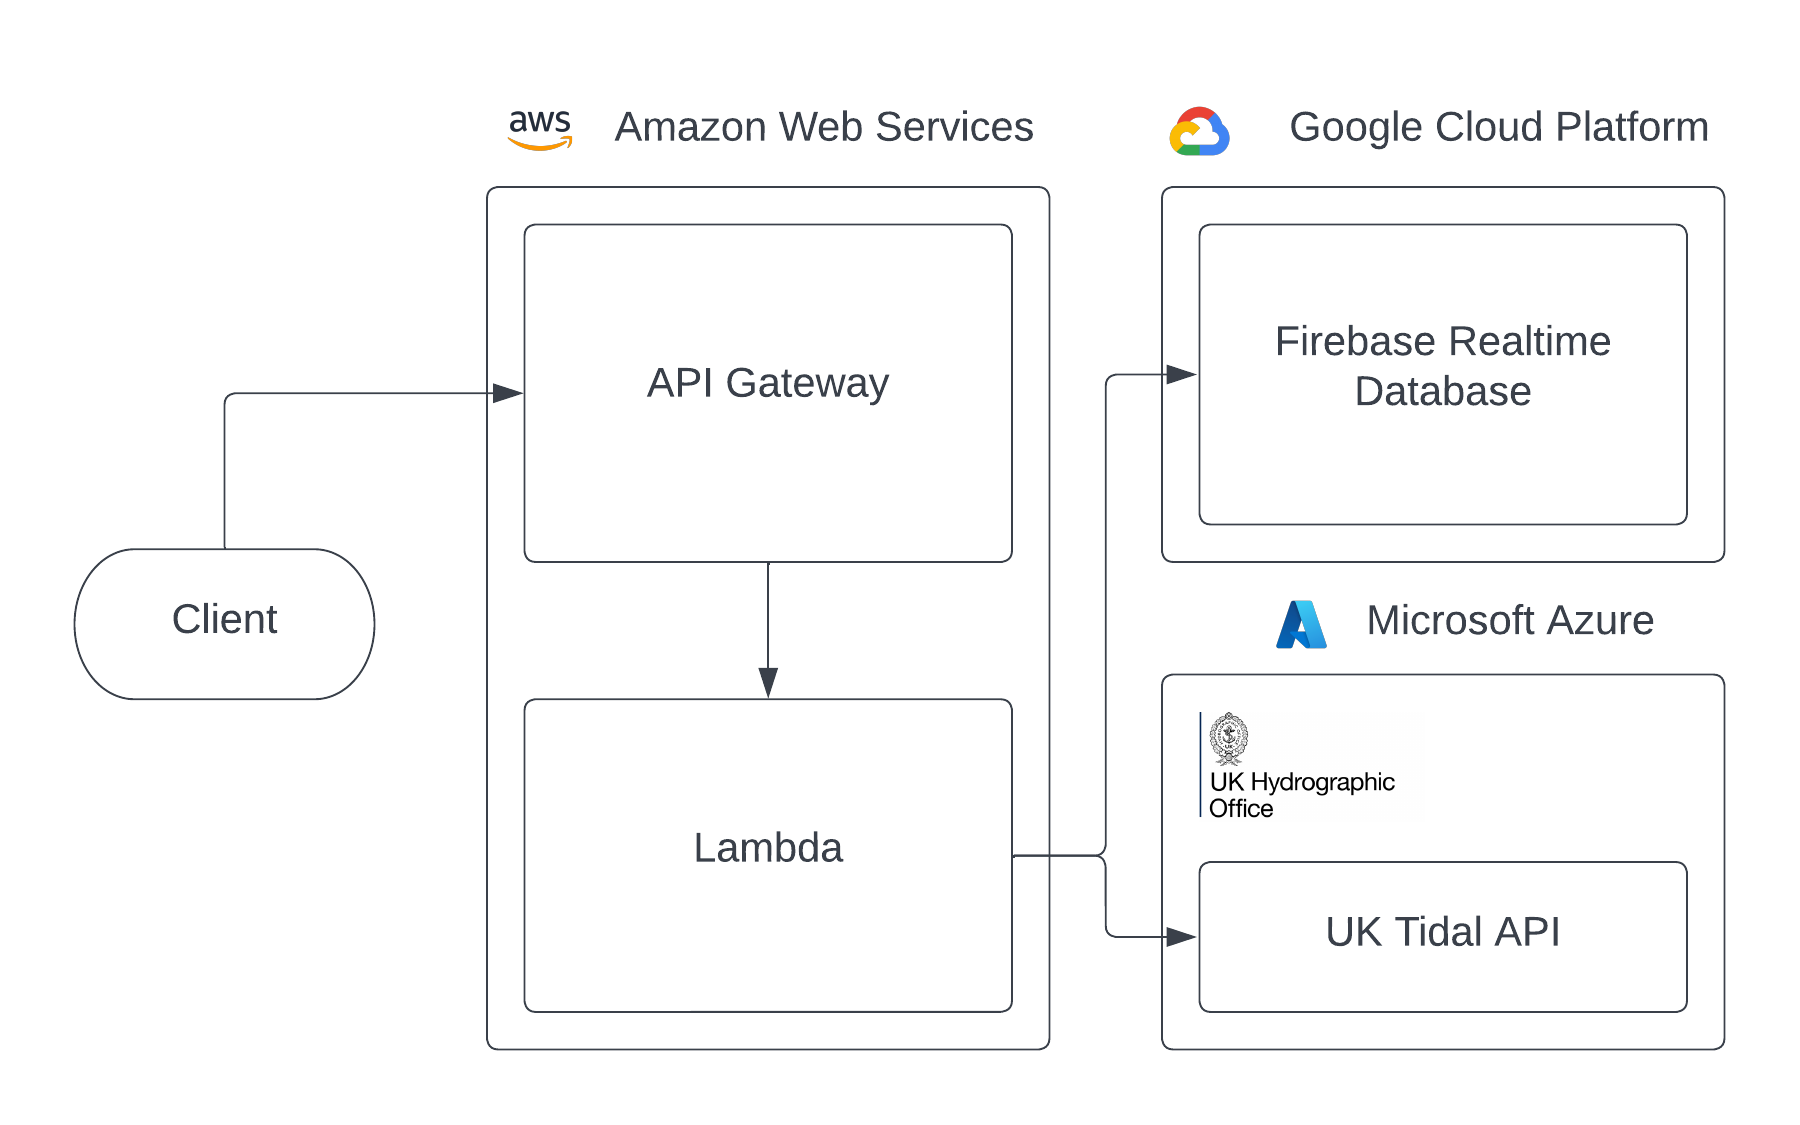 aws
Amazon Web Services
Google Cloud Platform
API Gateway
Firebase Realtime
Database
Client
Microsoft Azure
UK Hydrographic
Office
Lambda
UK Tidal API